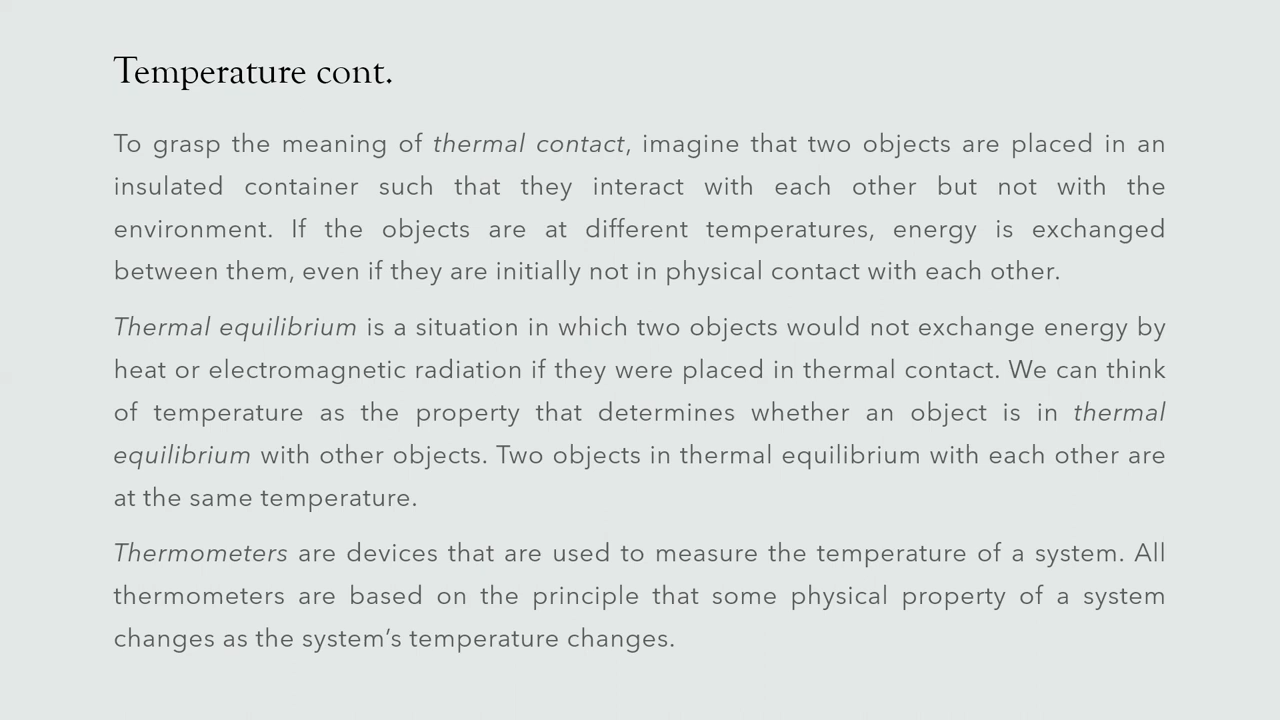 Temperature cont.
To grasp the meaning of thermal contact, imagine that two objects are placed in an
insulated container such that they interact with each other but not with the
environment. If the objects are at different temperatures, energy is exchanged
between them, even if they are initially not in physical contact with each other.
Thermal equilibrium is a situation in which two objects would not exchange energy by
heat or electromagnetic radiation if they were placed in thermal contact. We can think
of temperature as the property that determines whether an object is in thermal
equilibrium with other objects. Two objects in thermal equilibrium with each other are
at the same temperature.
Thermometers are devices that are used to measure the temperature of a system. All
thermometers are based on the principle that some physical property of a system
changes as the system’s temperature changes.